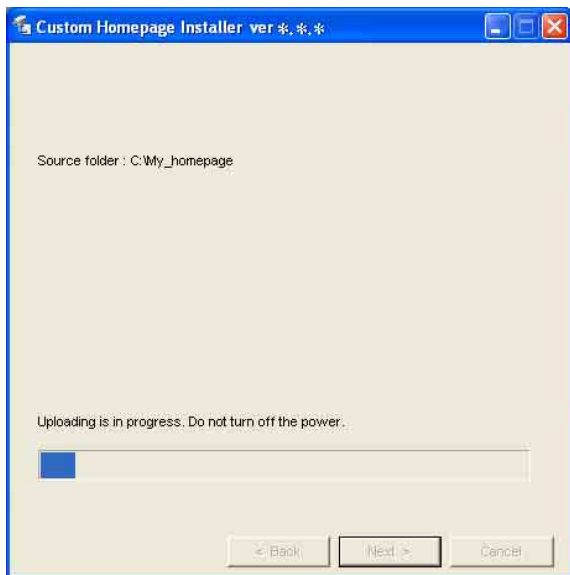 Custom Homepage Installer ver *.*.*
Source folder : C:\My_homepage
Uploading is in progress. Do not turn off the power.
< Back Next > Cancel